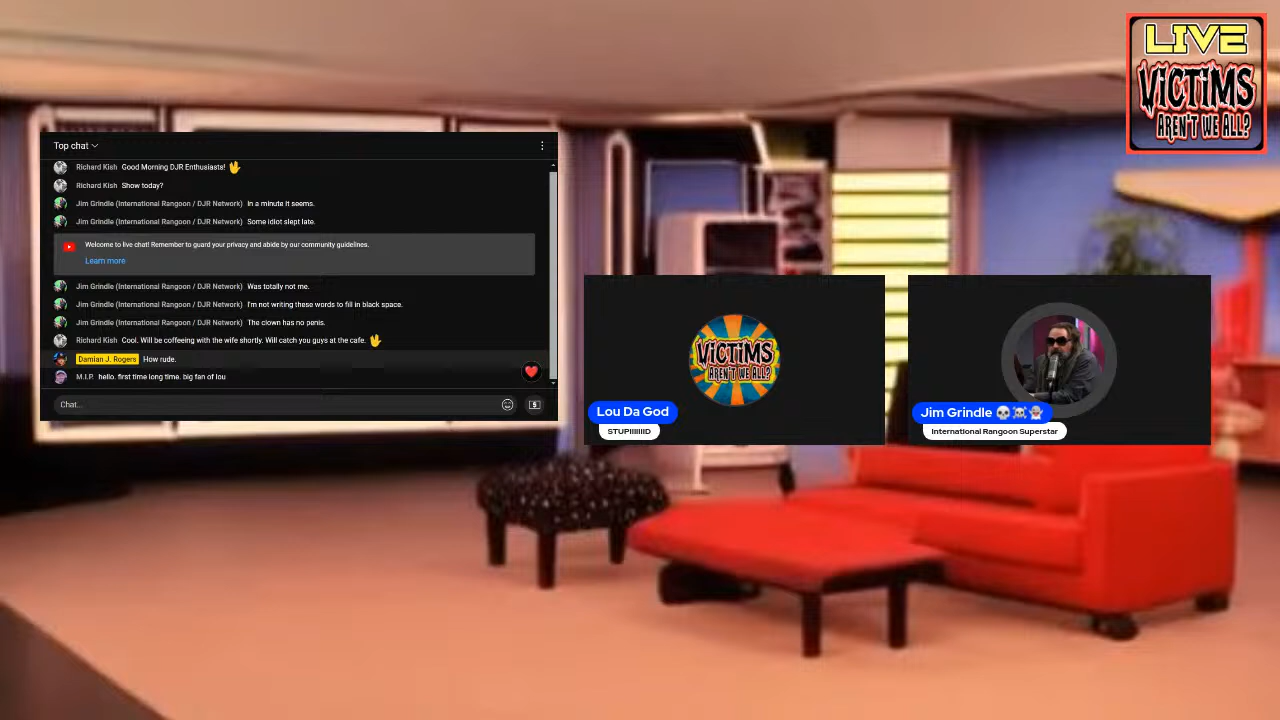 LIVE
VICTIMS
AREN'T WE ALL?
Top chat
Richard Kish Good Morning DJR Enthusiasts! 🖖
Richard Kish Show today?
Jim Grindle (International Rangoon / DJR Network) In a minute it seems.
Jim Grindle (International Rangoon / DJR Network) Some idiot slept late.
Welcome to live chat! Remember to guard your privacy and abide by our community guidelines.
Learn more
Jim Grindle (International Rangoon / DJR Network) Was totally not me.
Jim Grindle (International Rangoon / DJR Network) I'm not writing these words to fill in black space.
Jim Grindle (International Rangoon / DJR Network) The clown has no penis.
Richard Kish Cool. Will be coffeeing with the wife shortly. Will catch you guys at the cafe. 🖖
Damian J. Rogers How rude.
M.I.P. hello. first time long time. big fan of lou
Chat...
VICTIMS
AREN'T WE ALL?
Lou Da God
STUPIIIIIIID
Jim Grindle 💀☠️👻
International Rangoon Superstar